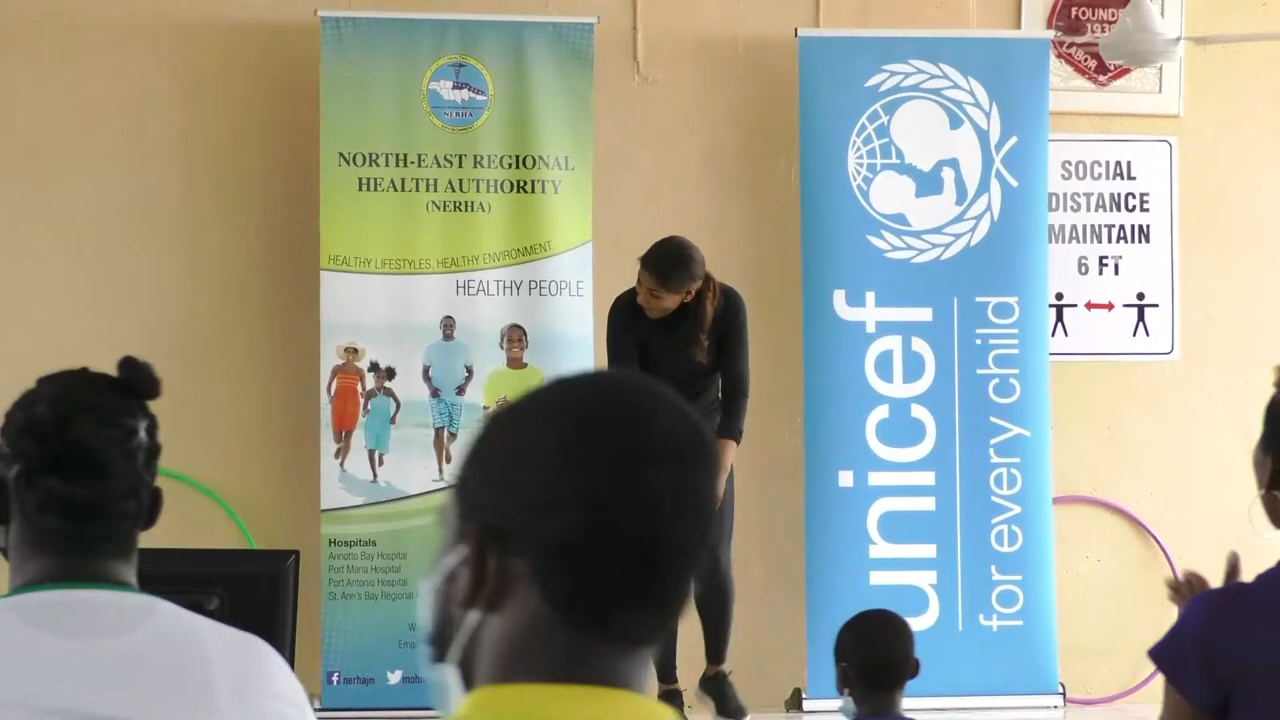 NERHA
NORTH-EAST REGIONAL
HEALTH AUTHORITY
(NERHA)
HEALTHY LIFESTYLES, HEALTHY ENVIRONMENT
HEALTHY PEOPLE
Hospitals
Annotto Bay Hospital
Port Maria Hospital
Port Antonio Hospital
St. Ann's Bay Regional
nerhajm
unicef
for every child
LABOR
SOCIAL
DISTANCE
MAINTAIN
6 FT